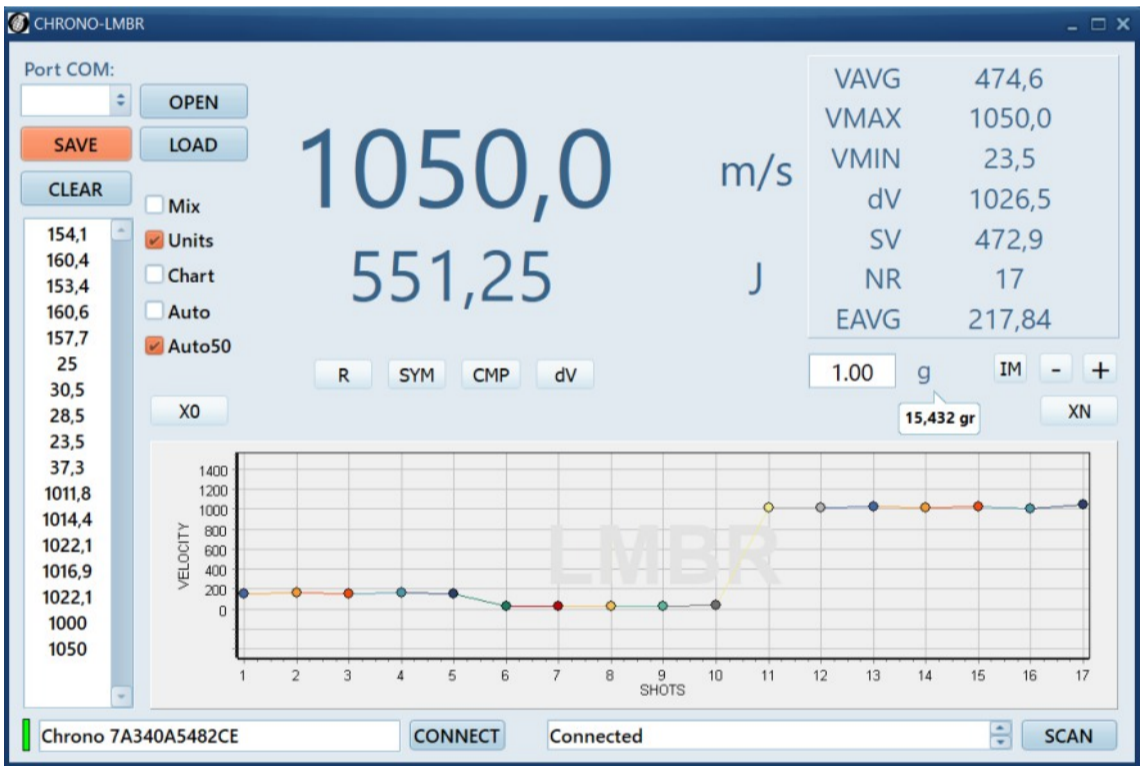 CHRONO-LMBR
Port COM:
OPEN
SAVE
LOAD
CLEAR
Mix
Units
Chart
Auto
Auto50
X0
154,1
160,4
153,4
160,6
157,7
25
30,5
28,5
23,5
37,3
1011,8
1014,4
1022,1
1016,9
1022,1
1000
1050
1050,0 m/s
551,25 J
R SYM CMP dV
VAVG 474,6
VMAX 1050,0
VMIN 23,5
dV 1026,5
SV 472,9
NR 17
EAVG 217,84
1.00 g IM - +
15,432 gr
XN
LMBR
VELOCITY
1400
1200
1000
800
600
400
200
0
1 2 3 4 5 6 7 8 9 10 11 12 13 14 15 16 17
SHOTS
Chrono 7A340A5482CE CONNECT Connected SCAN